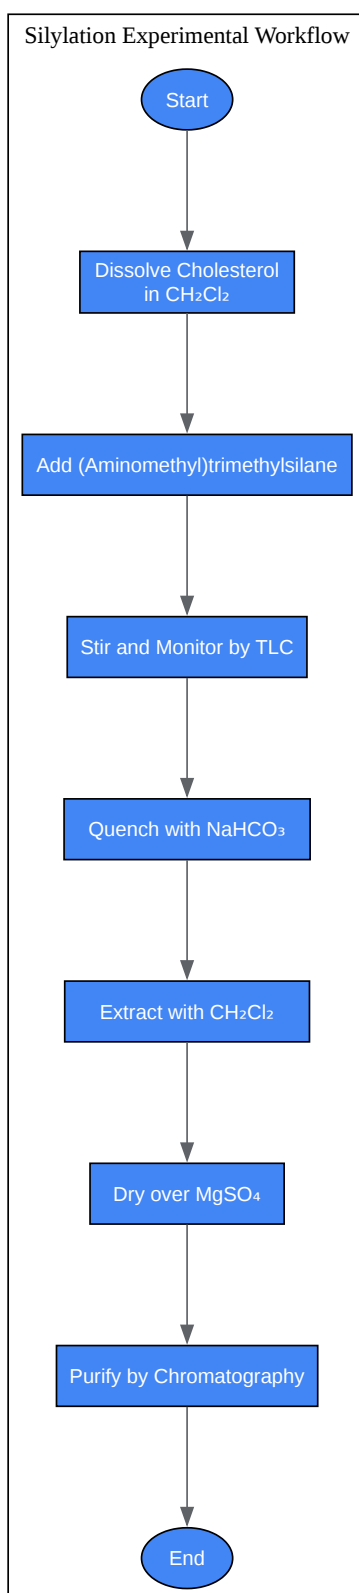 Silylation Experimental Workflow
Start
Dissolve Cholesterol
in CH₂Cl₂
Add (Aminomethyl)trimethylsilane
Stir and Monitor by TLC
Quench with NaHCO₃
Extract with CH₂Cl₂
Dry over MgSO₄
Purify by Chromatography
End